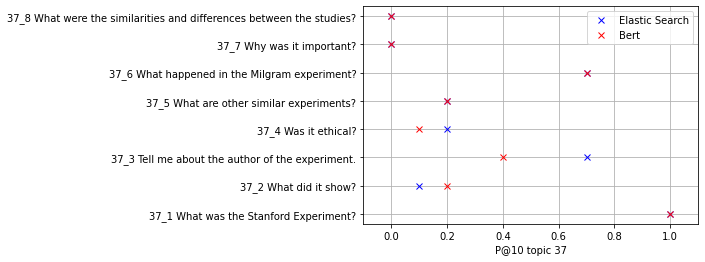 37_8 What were the similarities and differences between the studies?
37_7 Why was it important?
37_6 What happened in the Milgram experiment?
37_5 What are other similar experiments?
37_4 Was it ethical?
37_3 Tell me about the author of the experiment.
37_2 What did it show?
37_1 What was the Stanford Experiment?
Elastic Search
Bert
0.0 0.2 0.4 0.6 0.8 1.0
P@10 topic 37